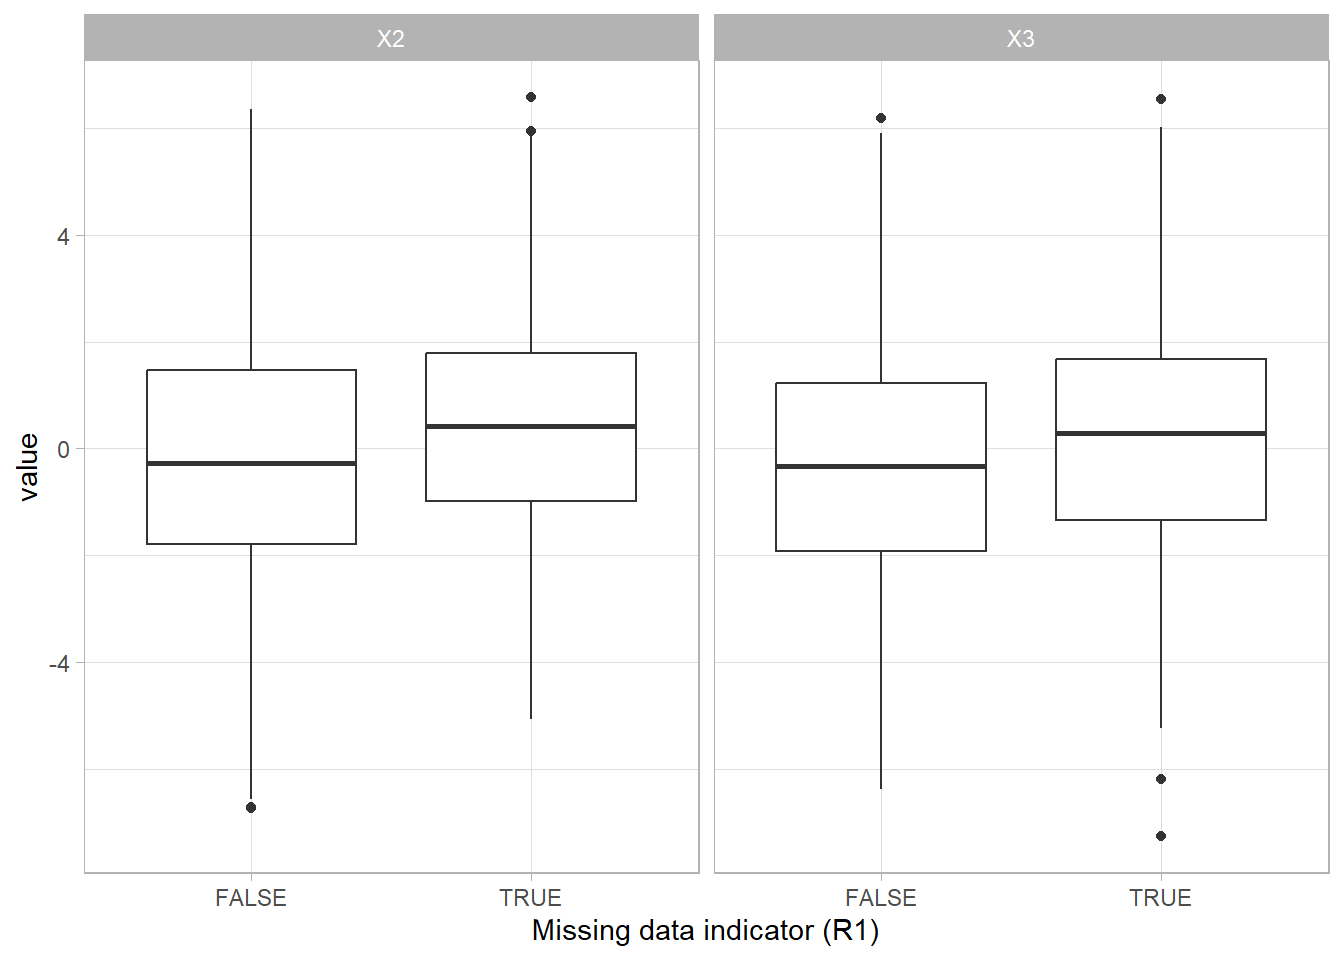 X2
X3
value
4
0
-4
FALSE
TRUE
FALSE
TRUE
Missing data indicator (R1)